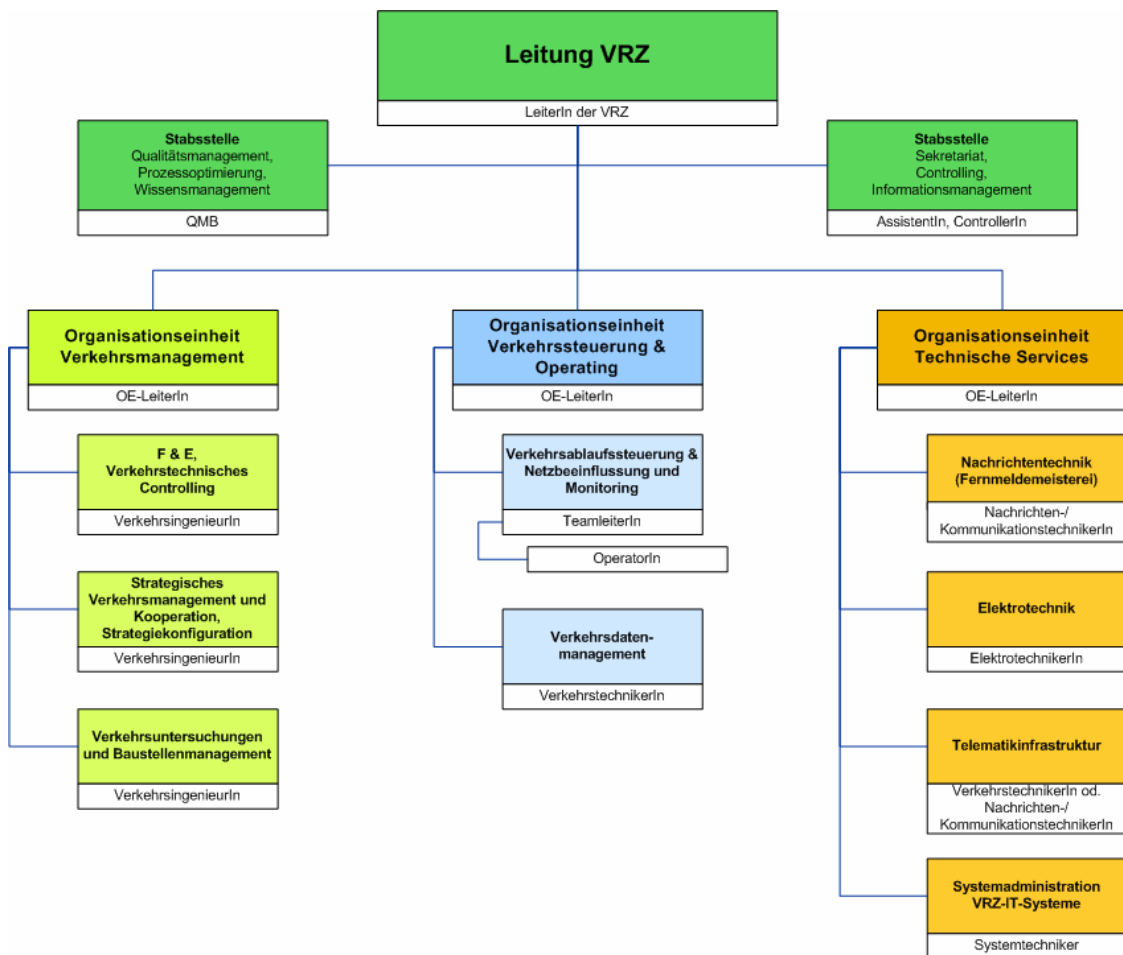 Leitung VRZ
LeiterIn der VRZ
Stabsstelle
Qualitätsmanagement,
Prozessoptimierung,
Wissensmanagement
QMB
Stabsstelle
Sekretariat,
Controlling,
Informationsmanagement
AssistentIn, ControllerIn
Organisationseinheit
Verkehrsmanagement
OE-LeiterIn
F & E,
Verkehrstechnisches
Controlling
VerkehrsingenieurIn
Strategisches
Verkehrsmanagement und
Kooperation,
Strategiekonfiguration
VerkehrsingenieurIn
Verkehrsuntersuchungen
und Baustellenmanagement
VerkehrsingenieurIn
Organisationseinheit
Verkehrssteuerung &
Operating
OE-LeiterIn
Verkehrsablaufssteuerung &
Netzbeeinflussung und
Monitoring
TeamleiterIn
OperatorIn
Verkehrsdaten-
management
VerkehrstechnikerIn
Organisationseinheit
Technische Services
OE-LeiterIn
Nachrichtentechnik
(Fernmeldemeisterei)
Nachrichten-/
KommunikationstechnikerIn
Elektrotechnik
ElektrotechnikerIn
Telematikinfrastruktur
VerkehrstechnikerIn od.
Nachrichten-/
KommunikationstechnikerIn
Systemadministration
VRZ-IT-Systeme
Systemtechniker